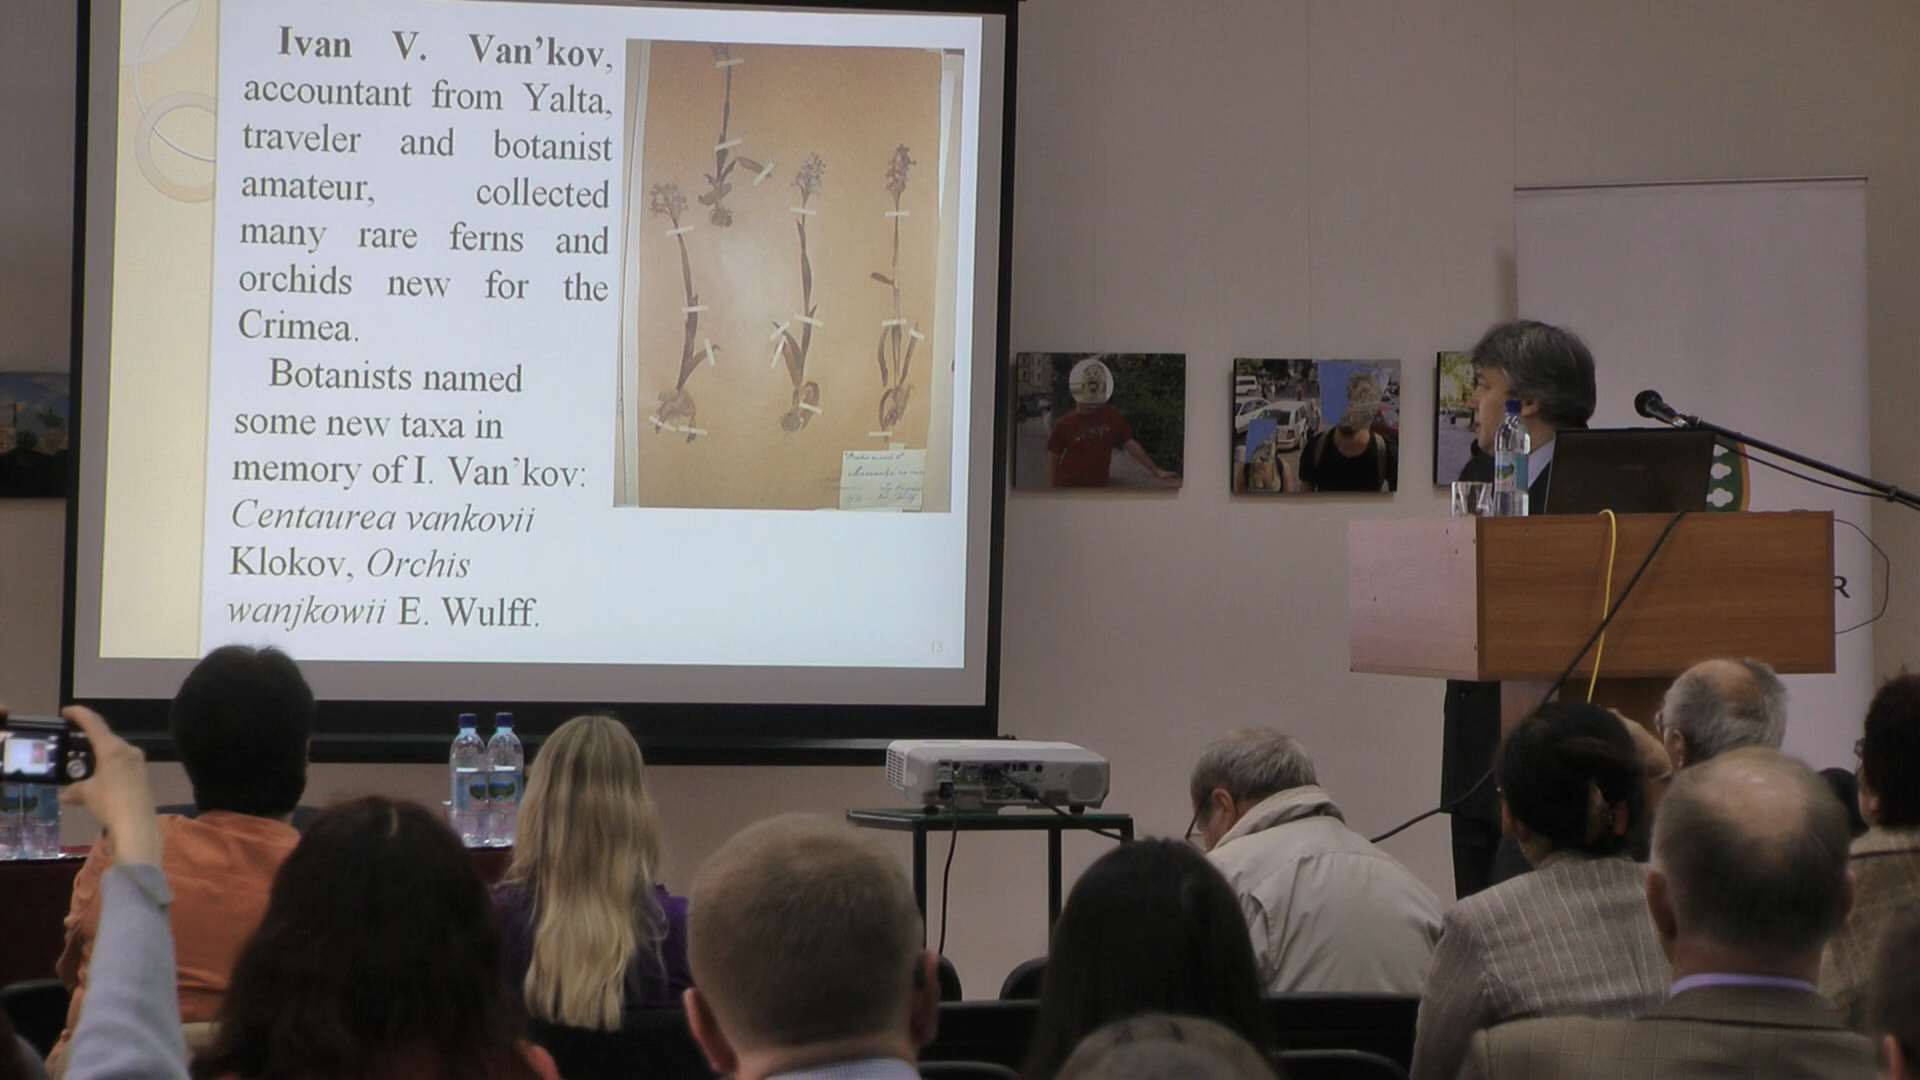 Ivan V. Van’kov,
accountant from Yalta,
traveler and botanist
amateur, collected
many rare ferns and
orchids new for the
Crimea.
Botanists named
some new taxa in
memory of I. Van’kov:
Centaurea vankovii
Klokov, Orchis
wanjkowii E. Wulff.
13
R